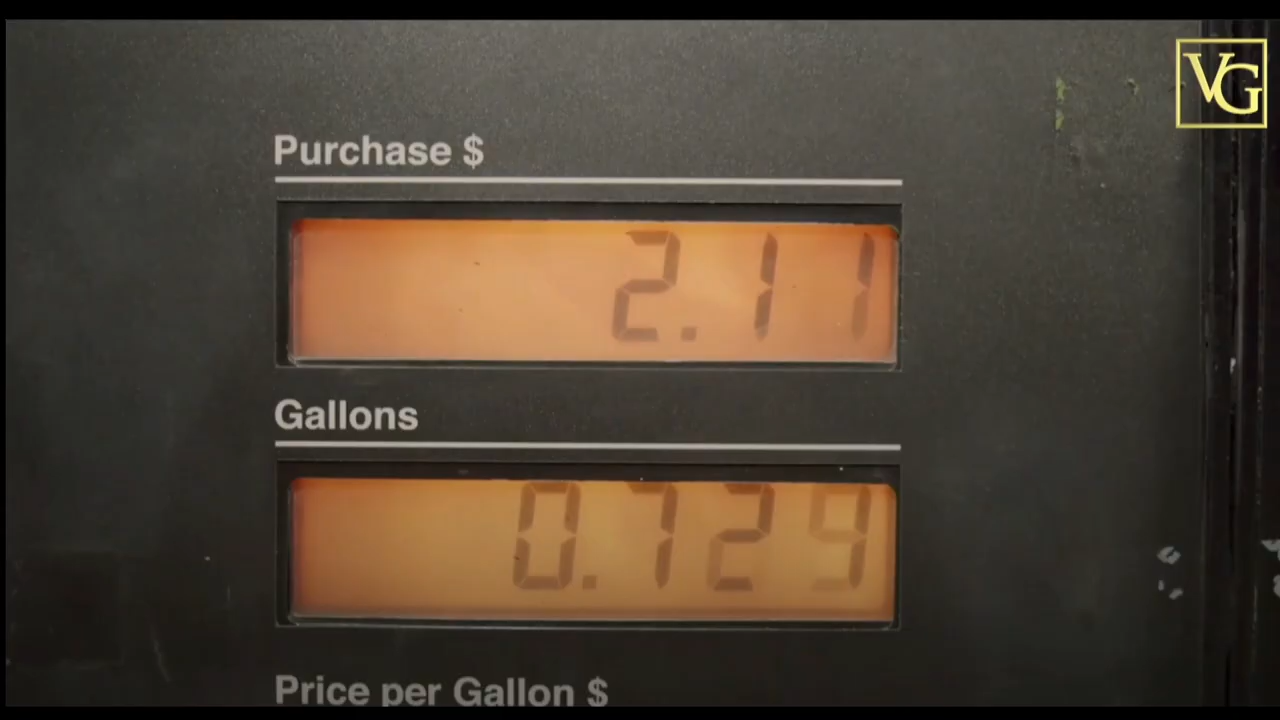 VG
Purchase $
2.11
Gallons
0.729
Price per Gallon $